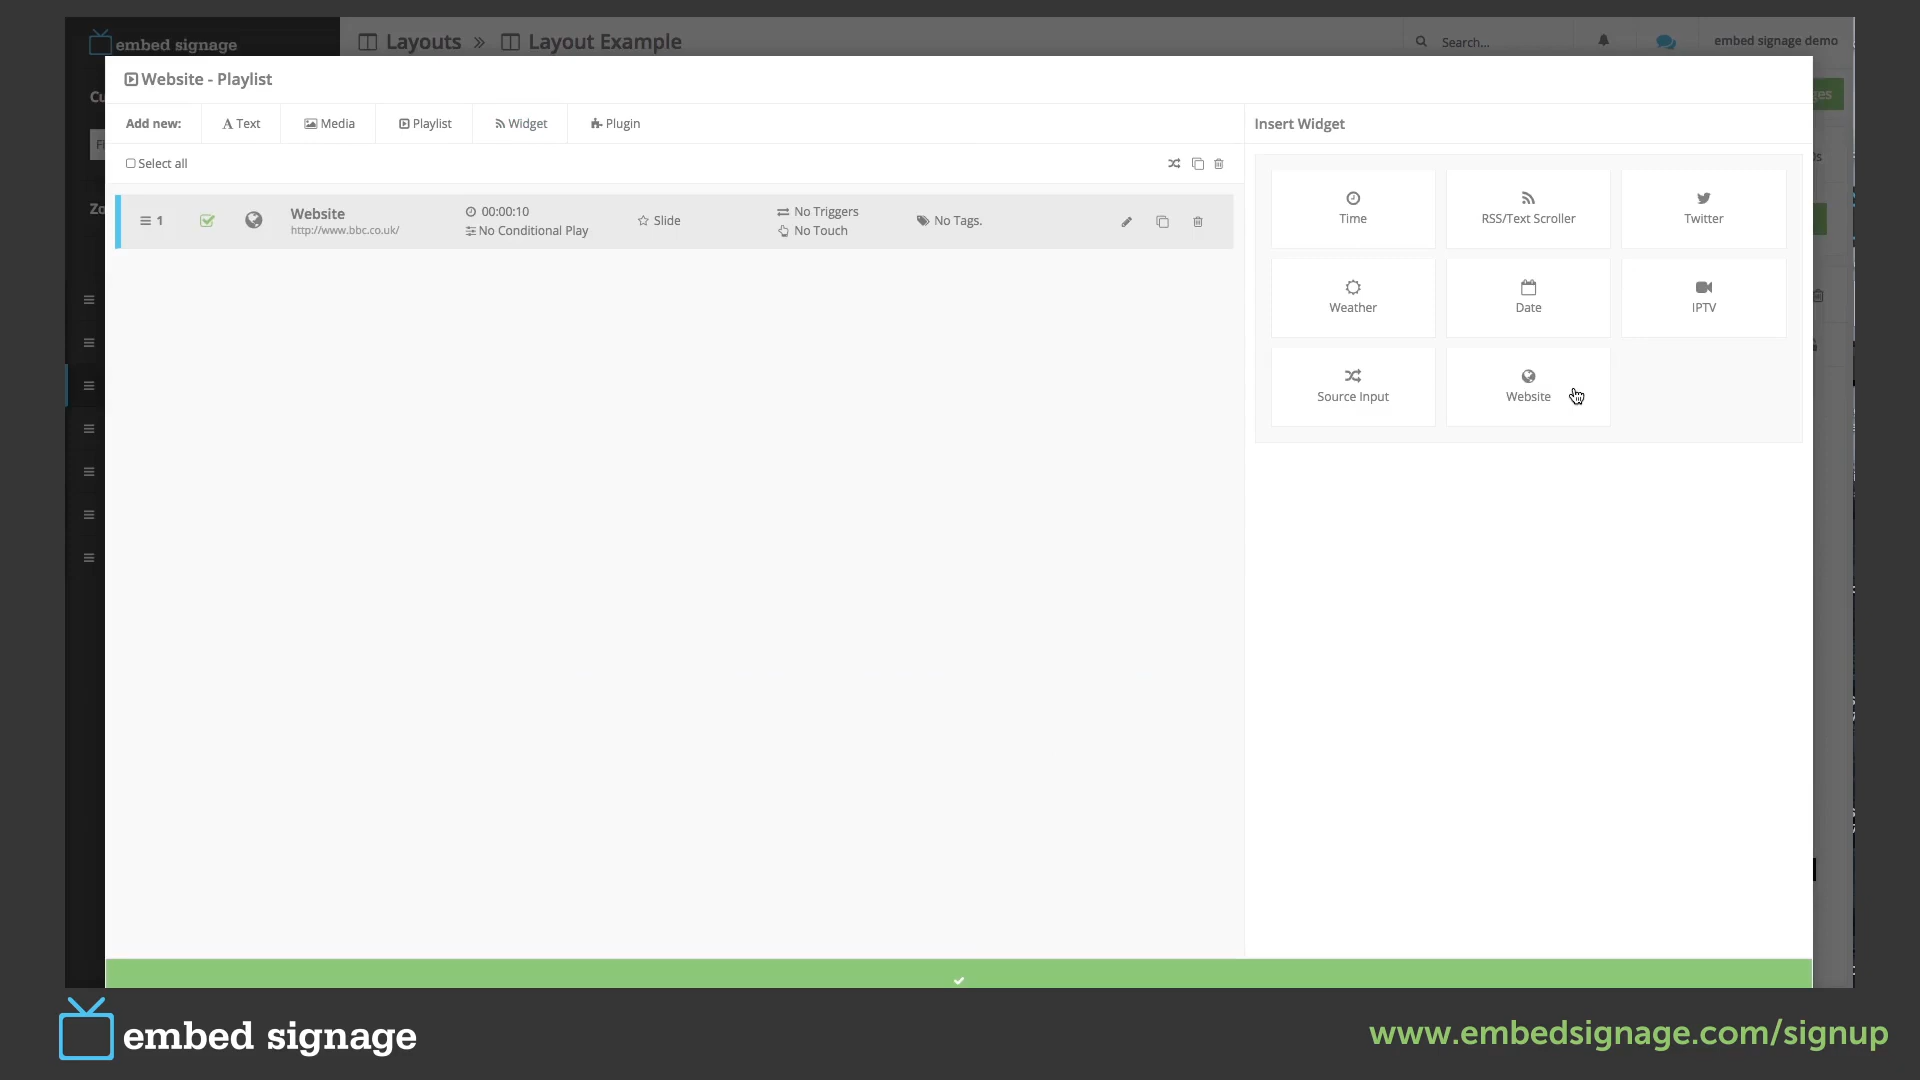 embed signage
Layouts » Layout Example
Search...
embed signage demo
Website - Playlist
Add new:
Text
Media
Playlist
Widget
Plugin
Insert Widget
Select all
1
Website
http://www.bbc.co.uk/
00:00:10
No Conditional Play
Slide
No Triggers
No Touch
No Tags.
Time
RSS/Text Scroller
Twitter
Weather
Date
IPTV
Source Input
Website
embed signage
www.embedsignage.com/signup